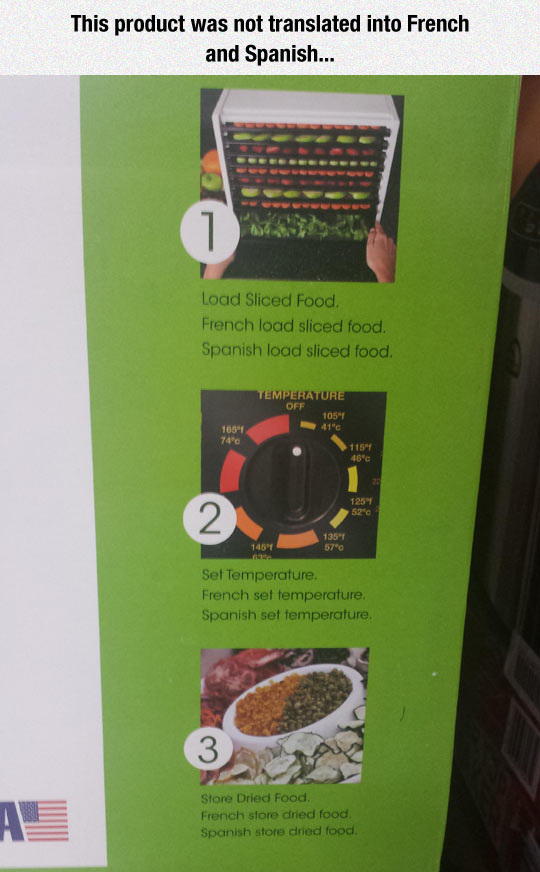 This product was not translated into French
and Spanish...
1
Load Sliced Food.
French load sliced food.
Spanish load sliced food.
TEMPERATURE
OFF
105°f
41°c
115°f
46°c
125°f
52°c
135°f
57°c
145°f
63°c
165°f
74°c
2
Set Temperature.
French set temperature.
Spanish set temperature.
3
Store Dried Food.
French store dried food.
Spanish store dried food.
A